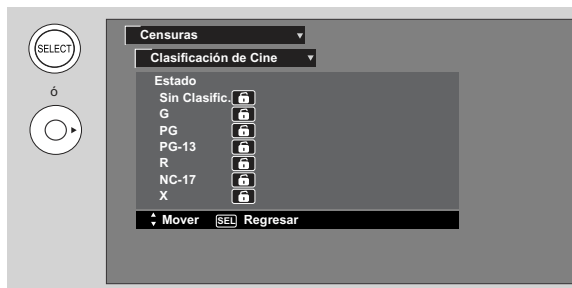 SELECT
ó
Censuras
Clasificación de Cine
Estado
Sin Clasific.
G
PG
PG-13
R
NC-17
X
Mover SEL Regresar